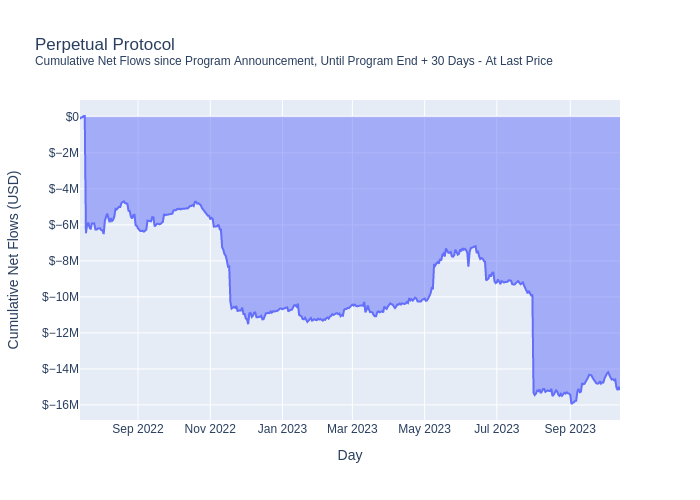 Perpetual Protocol
Cumulative Net Flows since Program Announcement, Until Program End + 30 Days - At Last Price
Cumulative Net Flows (USD)
$0
$−2M
$−4M
$−6M
$−8M
$−10M
$−12M
$−14M
$−16M
Sep 2022 Nov 2022 Jan 2023 Mar 2023 May 2023 Jul 2023 Sep 2023
Day